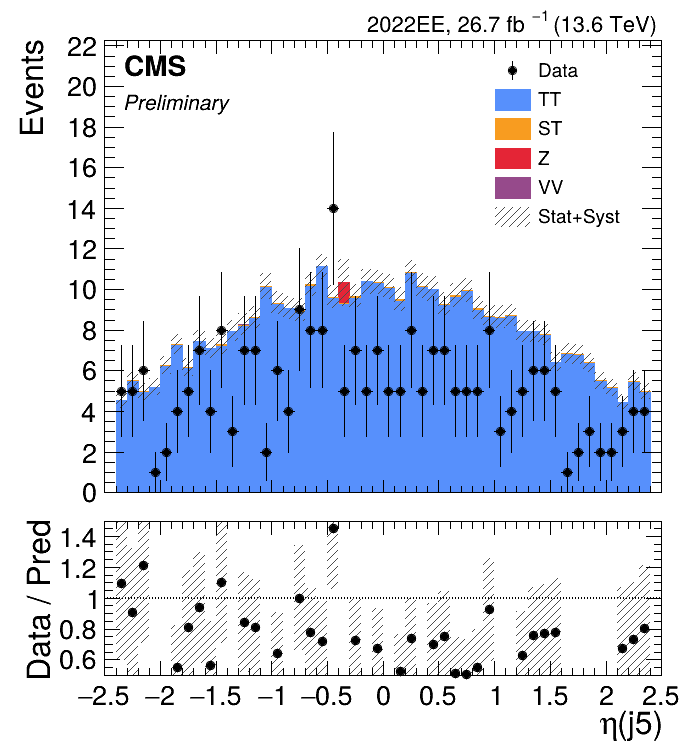 2022EE, 26.7 fb⁻¹ (13.6 TeV)
CMS
Preliminary
Events
Data
TT
ST
Z
VV
Stat+Syst
22
20
18
16
14
12
10
8
6
4
2
0
Data / Pred
1.4
1.2
1
0.8
0.6
−2.5 −2 −1.5 −1 −0.5 0 0.5 1 1.5 2 2.5
η(j5)